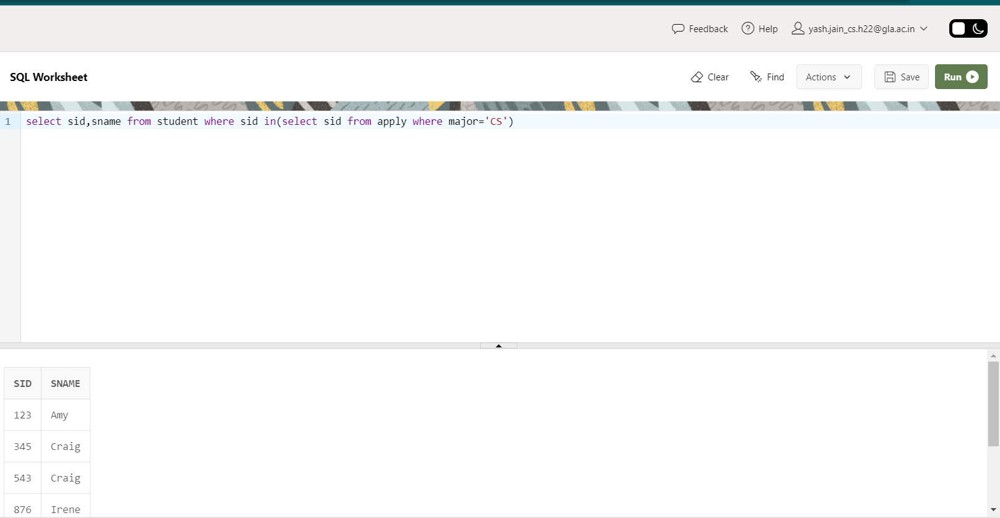 Feedback Help yash.jain_cs.h22@gla.ac.in
SQL Worksheet Clear Find Actions Save Run
1 select sid,sname from student where sid in(select sid from apply where major='CS')
SID SNAME
123 Amy
345 Craig
543 Craig
876 Irene